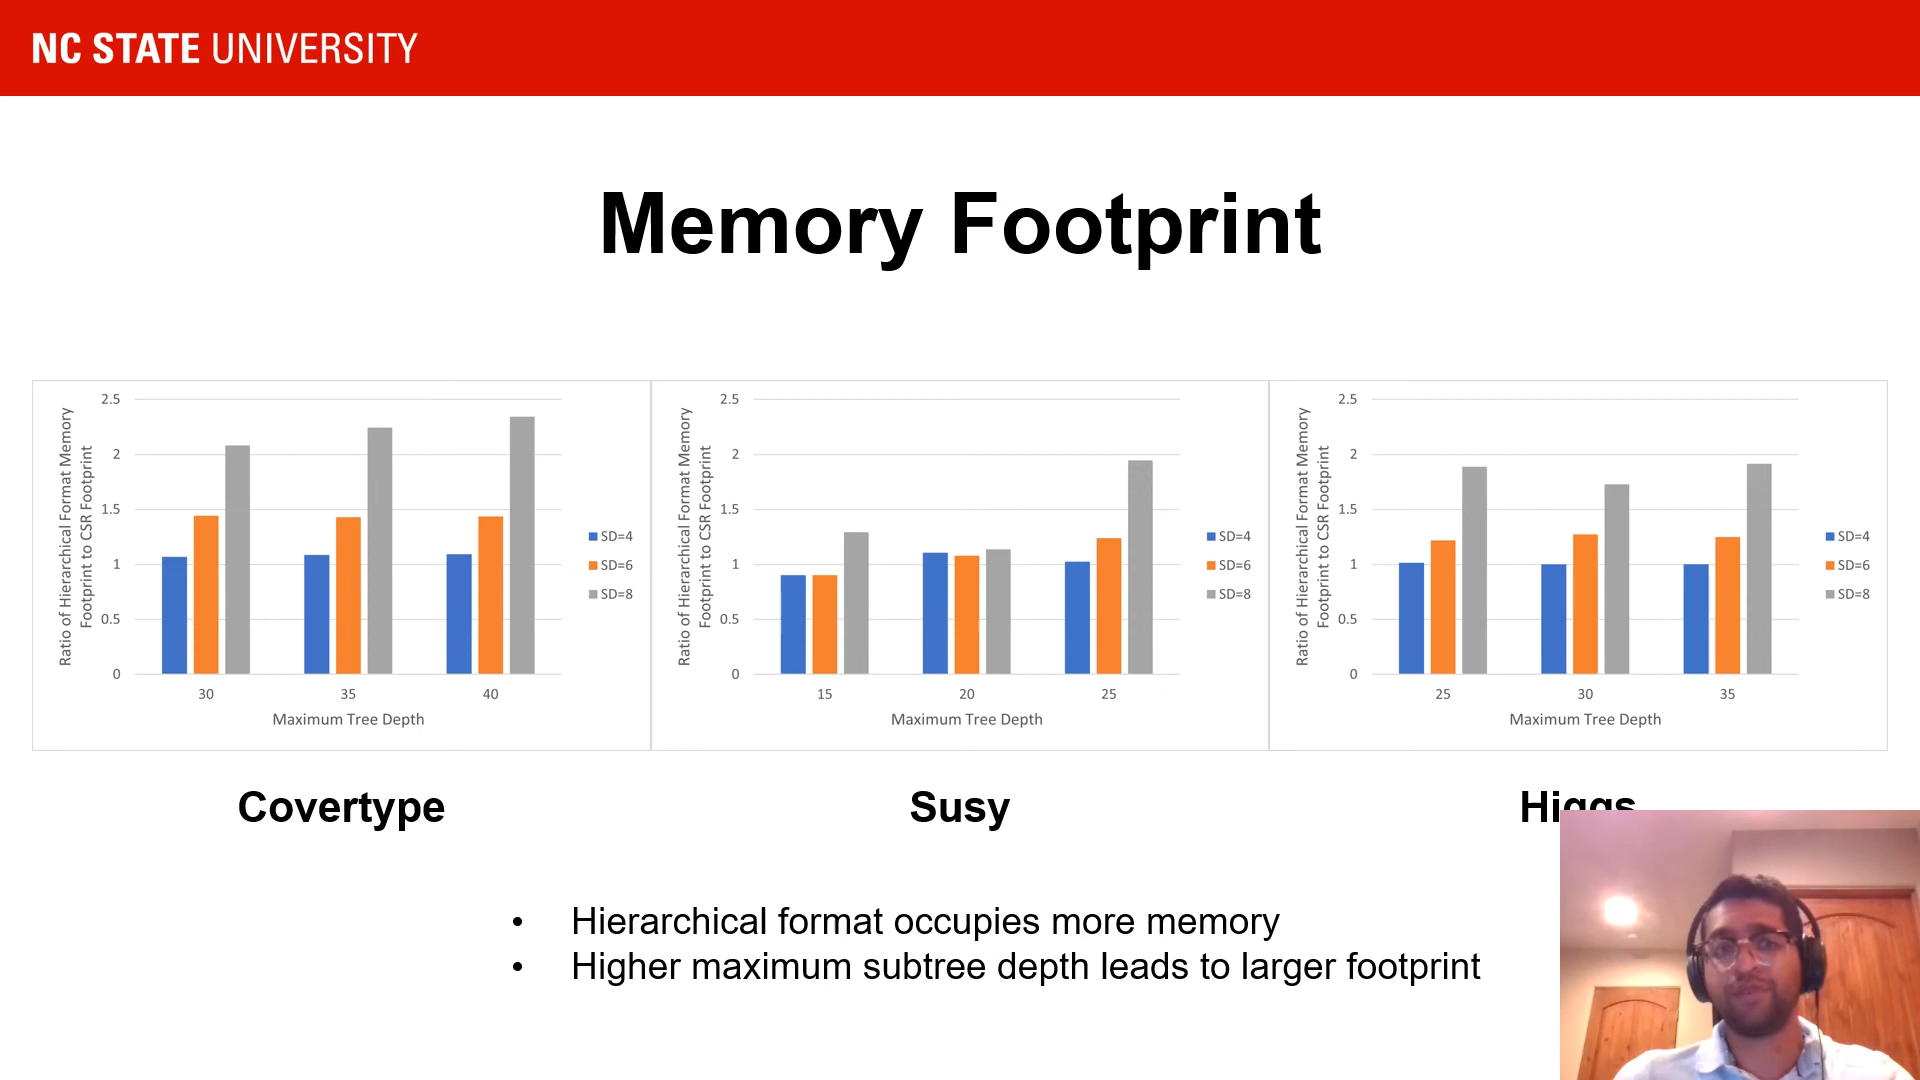 NC STATE UNIVERSITY
Memory Footprint
Ratio of Hierarchical Format Memory
Footprint to CSR Footprint
2.5
2
1.5
1
0.5
0
30 35 40
Maximum Tree Depth
SD=4
SD=6
SD=8
Ratio of Hierarchical Format Memory
Footprint to CSR Footprint
2.5
2
1.5
1
0.5
0
15 20 25
Maximum Tree Depth
SD=4
SD=6
SD=8
Ratio of Hierarchical Format Memory
Footprint to CSR Footprint
2.5
2
1.5
1
0.5
0
25 30 35
Maximum Tree Depth
SD=4
SD=6
SD=8
Covertype
Susy
Higgs
• Hierarchical format occupies more memory
• Higher maximum subtree depth leads to larger footprint